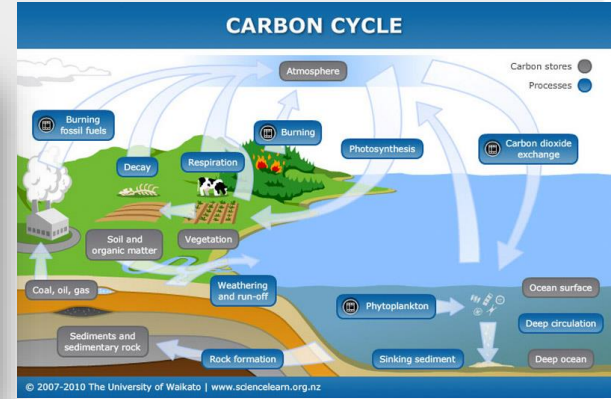 CARBON CYCLE
Atmosphere
Carbon stores
Processes
Burning
fossil fuels
Burning
Decay
Respiration
Photosynthesis
Carbon dioxide
exchange
Soil and
organic matter
Vegetation
Coal, oil, gas
Weathering
and run-off
Ocean surface
Phytoplankton
Deep circulation
Sediments and
sedimentary rock
Rock formation
Sinking sediment
Deep ocean
© 2007-2010 The University of Waikato | www.sciencelearn.org.nz